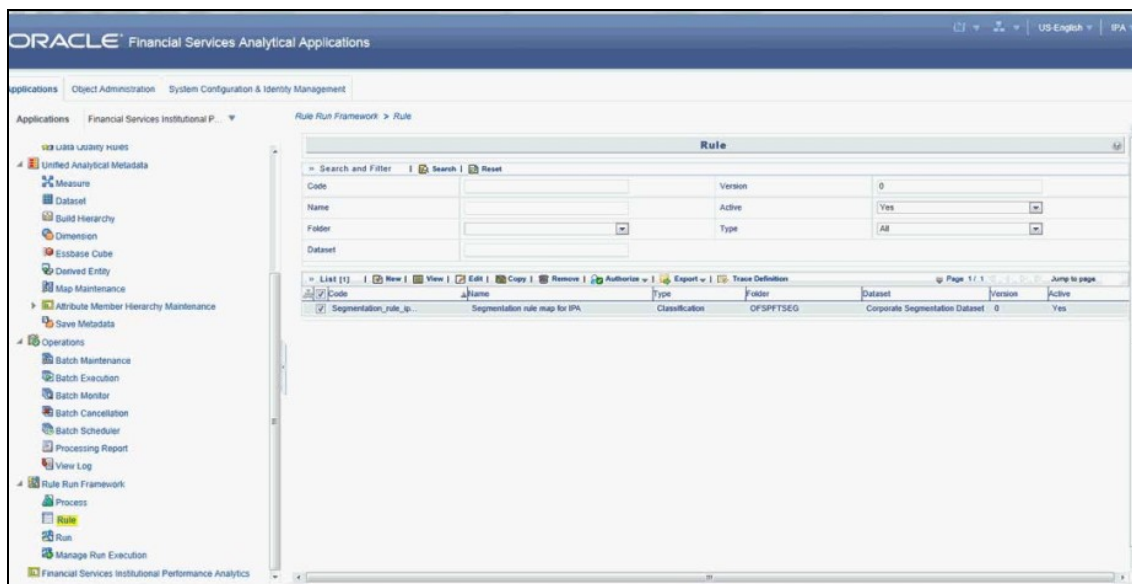 ORACLE Financial Services Analytical Applications
US-English
IPA
Applications Object Administration System Configuration & Identity Management
Applications Financial Services Institutional P...
Data Quality Rules
Unified Analytical Metadata
Measure
Dataset
Build Hierarchy
Dimension
Essbase Cube
Derived Entity
Map Maintenance
Attribute Member Hierarchy Maintenance
Save Metadata
Operations
Batch Maintenance
Batch Execution
Batch Monitor
Batch Cancellation
Batch Scheduler
Processing Report
View Log
Rule Run Framework
Process
Rule
Run
Manage Run Execution
Financial Services Institutional Performance Analytics
Rule Run Framework > Rule
Rule
» Search and Filter | Search | Reset
Code Version 0
Name Active Yes
Folder Type All
Dataset
» List [1] | New | View | Edit | Copy | Remove | Authorize | Export | Trace Definition Page 1 / 1 Jump to page
Code Name Type Folder Dataset Version Active
Segmentation_rule_ip... Segmentation rule map for IPA Classification OFSPFTSEG Corporate Segmentation Dataset 0 Yes